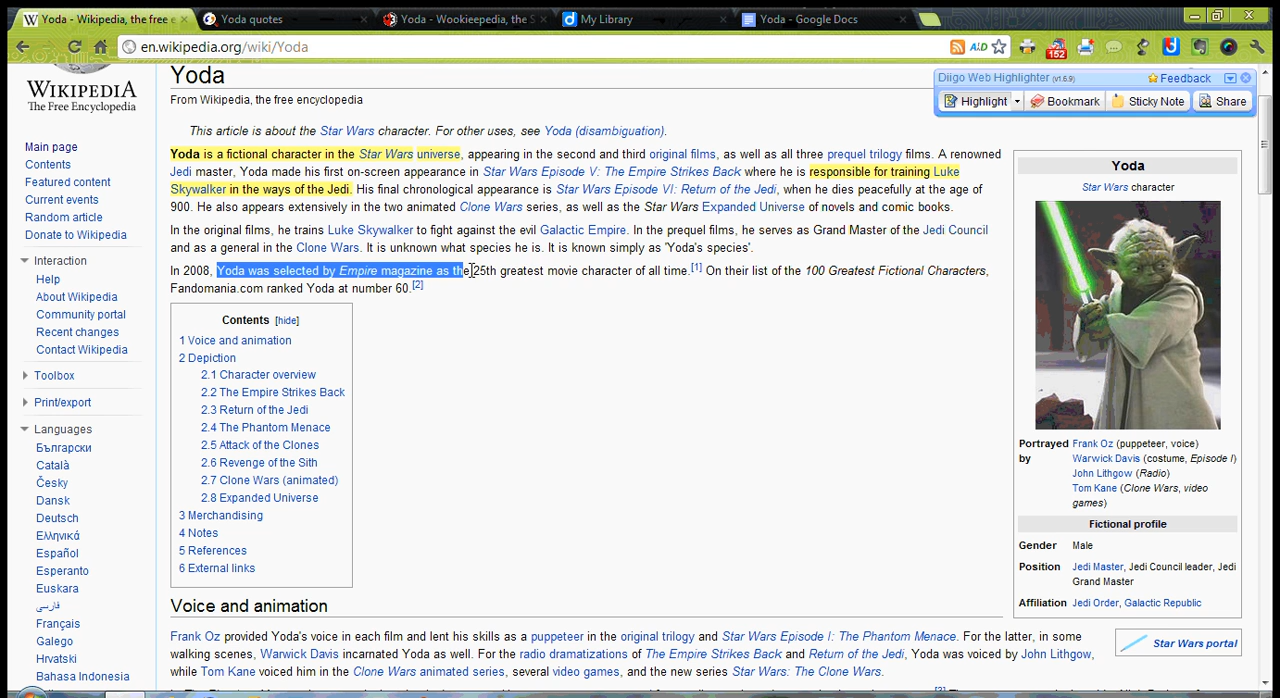 Yoda - Wikipedia, the free e
Yoda quotes
Yoda - Wookieepedia, the S
My Library
Yoda - Google Docs
en.wikipedia.org/wiki/Yoda
152
WIKIPEDIA
The Free Encyclopedia
Main page
Contents
Featured content
Current events
Random article
Donate to Wikipedia
Interaction
Help
About Wikipedia
Community portal
Recent changes
Contact Wikipedia
Toolbox
Print/export
Languages
Български
Català
Česky
Dansk
Deutsch
Ελληνικά
Español
Esperanto
Euskara
فارسی
Français
Galego
Hrvatski
Bahasa Indonesia
Diigo Web Highlighter (v1.6.9)
Feedback
Highlight
Bookmark
Sticky Note
Share
Yoda
From Wikipedia, the free encyclopedia
This article is about the Star Wars character. For other uses, see Yoda (disambiguation).
Yoda is a fictional character in the Star Wars universe, appearing in the second and third original films, as well as all three prequel trilogy films. A renowned
Jedi master, Yoda made his first on-screen appearance in Star Wars Episode V: The Empire Strikes Back where he is responsible for training Luke
Skywalker in the ways of the Jedi. His final chronological appearance is Star Wars Episode VI: Return of the Jedi, when he dies peacefully at the age of
900. He also appears extensively in the two animated Clone Wars series, as well as the Star Wars Expanded Universe of novels and comic books.
In the original films, he trains Luke Skywalker to fight against the evil Galactic Empire. In the prequel films, he serves as Grand Master of the Jedi Council
and as a general in the Clone Wars. It is unknown what species he is. It is known simply as 'Yoda's species'.
In 2008, Yoda was selected by Empire magazine as the 25th greatest movie character of all time.[1] On their list of the 100 Greatest Fictional Characters,
Fandomania.com ranked Yoda at number 60.[2]
Contents [hide]
1 Voice and animation
2 Depiction
2.1 Character overview
2.2 The Empire Strikes Back
2.3 Return of the Jedi
2.4 The Phantom Menace
2.5 Attack of the Clones
2.6 Revenge of the Sith
2.7 Clone Wars (animated)
2.8 Expanded Universe
3 Merchandising
4 Notes
5 References
6 External links
Yoda
Star Wars character
Portrayed by
Frank Oz (puppeteer, voice)
Warwick Davis (costume, Episode I)
John Lithgow (Radio)
Tom Kane (Clone Wars, video
games)
Fictional profile
Gender Male
Position Jedi Master, Jedi Council leader, Jedi
Grand Master
Affiliation Jedi Order, Galactic Republic
Star Wars portal
Voice and animation
Frank Oz provided Yoda's voice in each film and lent his skills as a puppeteer in the original trilogy and Star Wars Episode I: The Phantom Menace. For the latter, in some
walking scenes, Warwick Davis incarnated Yoda as well. For the radio dramatizations of The Empire Strikes Back and Return of the Jedi, Yoda was voiced by John Lithgow,
while Tom Kane voiced him in the Clone Wars animated series, several video games, and the new series Star Wars: The Clone Wars.